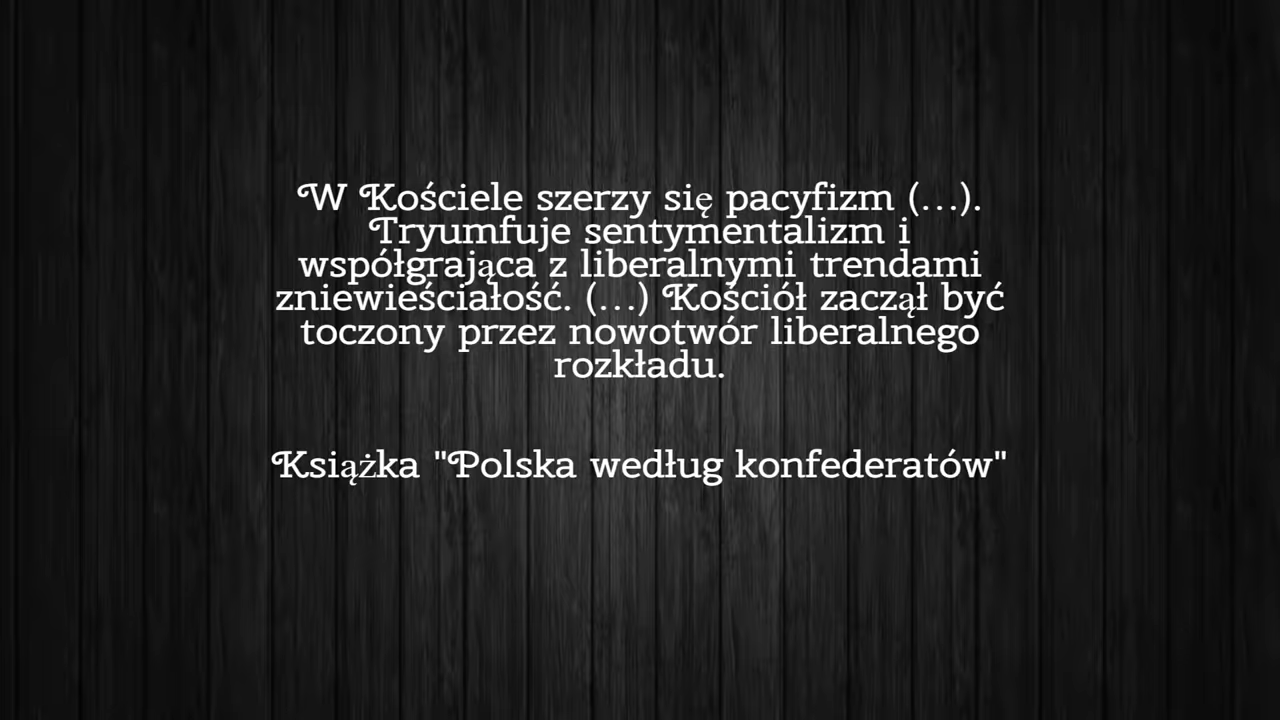 W Kościele szerzy się pacyfizm (...).
Tryumfuje sentymentalizm i
współgrająca z liberalnymi trendami
zniewieściałość. (...) Kościół zaczął być
toczony przez nowotwór liberalnego
rozkładu.
Książka "Polska według konfederatów"